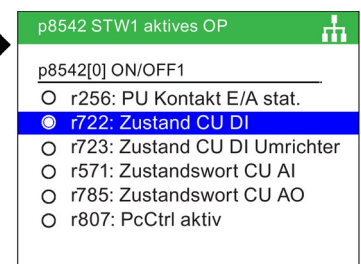 p8542 STW1 aktives OP
p8542[0] ON/OFF1
r256: PU Kontakt E/A stat.
r722: Zustand CU DI
r723: Zustand CU DI Umrichter
r571: Zustandswort CU AI
r785: Zustandswort CU AO
r807: PcCtrl aktiv